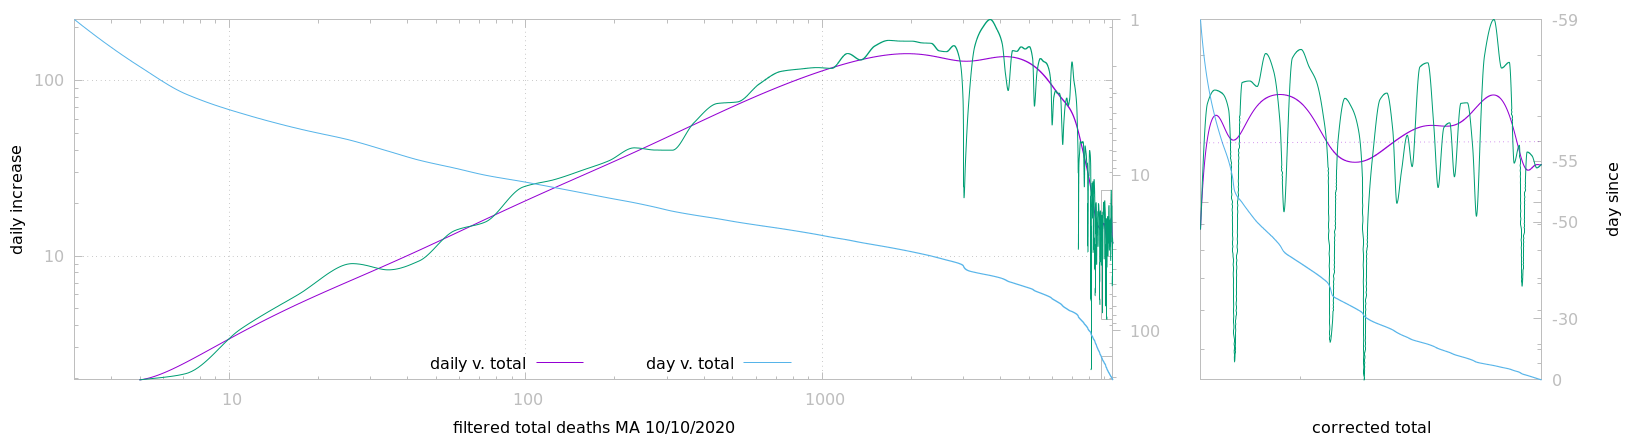 1
-59
100
daily increase
10
-55
day since
-50
10
-30
100
daily v. total
day v. total
0
10
100
1000
filtered total deaths MA 10/10/2020
corrected total